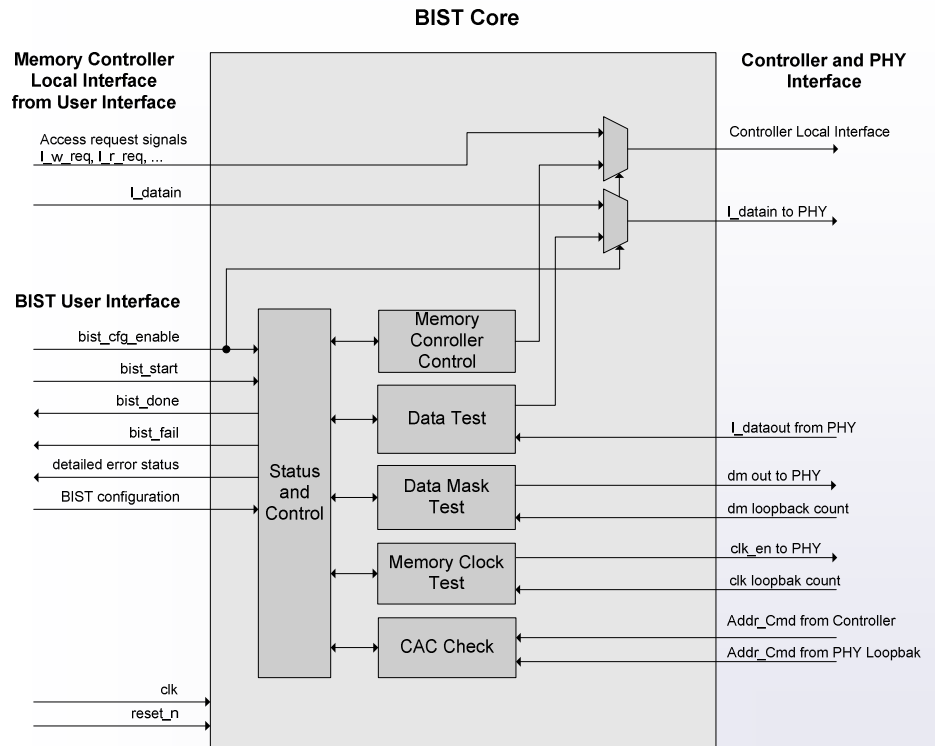 BIST Core
Memory Controller
Local Interface
from User Interface
Controller and PHY
Interface
Access request signals
l_w_req, l_r_req, ...
l_datain
Controller Local Interface
l_datain to PHY
BIST User Interface
bist_cfg_enable
bist_start
bist_done
bist_fail
detailed error status
BIST configuration
Status
and
Control
Memory
Conroller
Control
Data Test
Data Mask
Test
Memory Clock
Test
CAC Check
l_dataout from PHY
dm out to PHY
dm loopback count
clk_en to PHY
clk loopbak count
Addr_Cmd from Controller
Addr_Cmd from PHY Loopbak
clk
reset_n